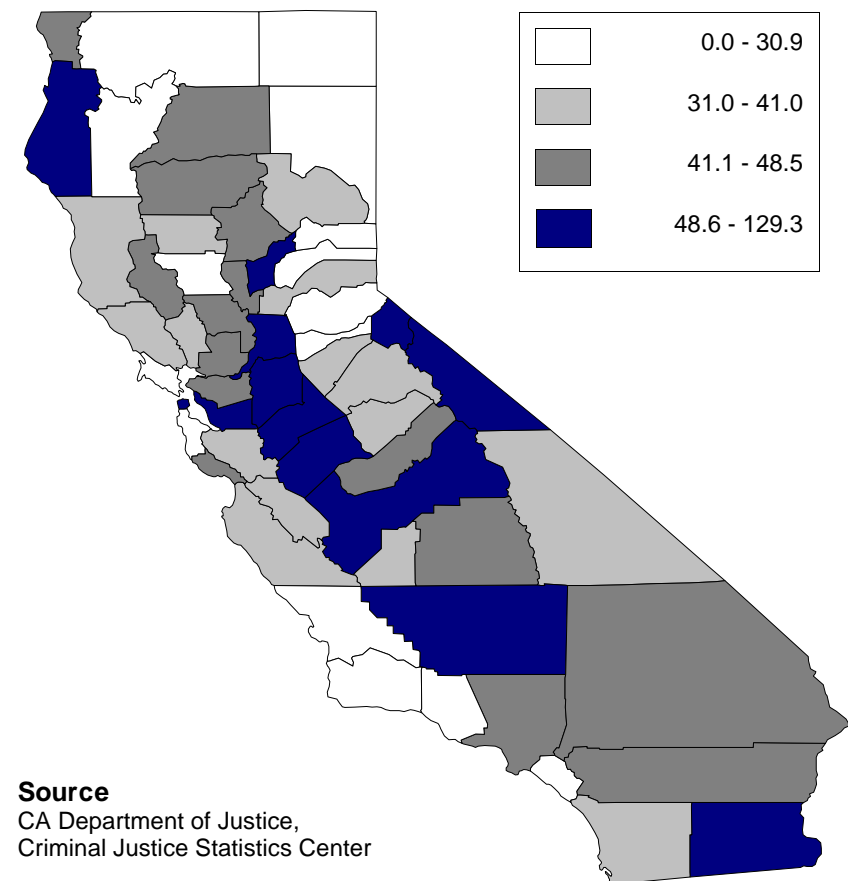 0.0 - 30.9
31.0 - 41.0
41.1 - 48.5
48.6 - 129.3
Source
CA Department of Justice,
Criminal Justice Statistics Center